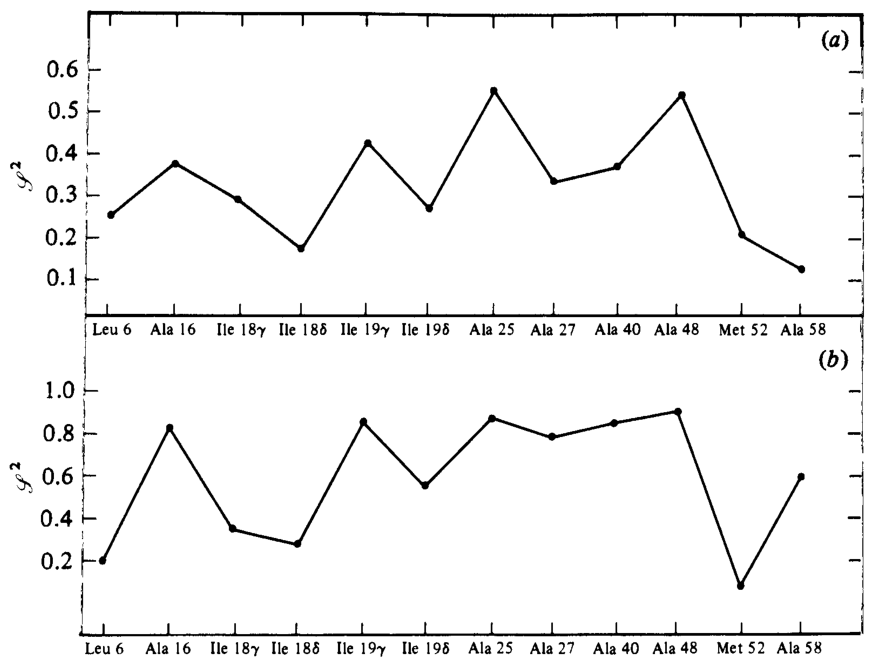 (a)
0.6
0.5
0.4
0.3
0.2
0.1
𝒮²
Leu 6 Ala 16 Ile 18γ Ile 18δ Ile 19γ Ile 19δ Ala 25 Ala 27 Ala 40 Ala 48 Met 52 Ala 58
(b)
1.0
0.8
0.6
0.4
0.2
𝒮²
Leu 6 Ala 16 Ile 18γ Ile 18δ Ile 19γ Ile 19δ Ala 25 Ala 27 Ala 40 Ala 48 Met 52 Ala 58